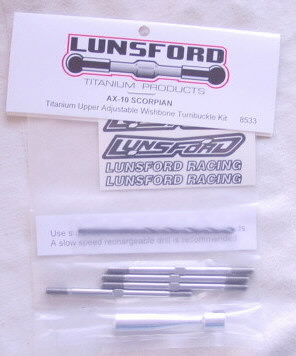 LUNSFORD
TITANIUM PRODUCTS
AX-10 SCORPIAN
Titanium Upper Adjustable Wishbone Turnbuckle Kit 8533
LUNSFORD
LUNSFORD RACING
LUNSFORD RACING
Use
A slow speed rechargeable drill is recommended